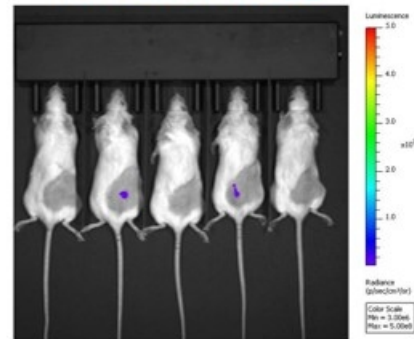 Luminescence
5.0
4.0
3.0
2.0
1.0
Radiance
(p/sec/cm²/sr)
Color Scale
Min = 3.00e6
Max = 5.00e8